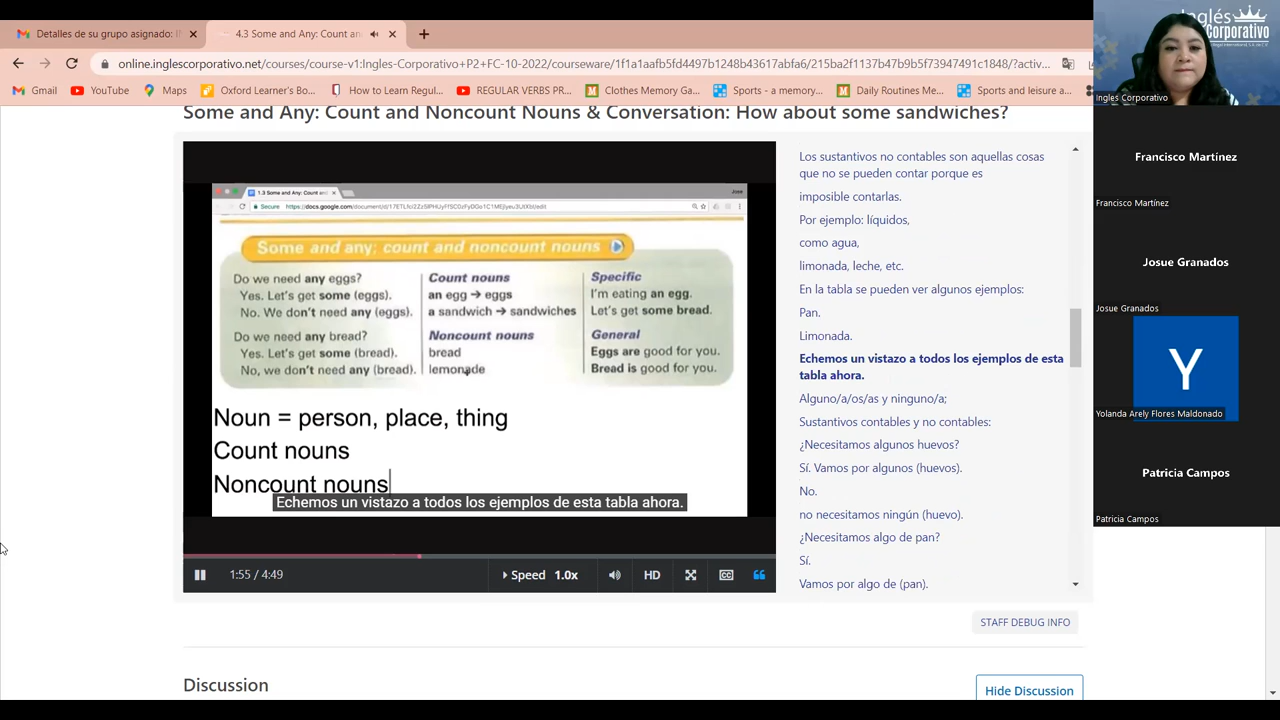 Detalles de su grupo asignado: I
4.3 Some and Any: Count and
online.inglescorporativo.net/courses/course-v1:Ingles-Corporativo+P2+FC-10-2022/courseware/1f1a1aafb5fd4497b1248b43617abfa6/215ba2f1137b47b9b5f73947491c1848/?activ...
Gmail
YouTube
Maps
Oxford Learner's Bo...
How to Learn Regul...
REGULAR VERBS PR...
Clothes Memory Ga...
Sports - a memory...
Daily Routines Me...
Sports and leisure a...
Some and Any: Count and Noncount Nouns & Conversation: How about some sandwiches?
Secure
Some and any; count and noncount nouns
Do we need any eggs?
Yes. Let's get some (eggs).
No. We don't need any (eggs).
Do we need any bread?
Yes. Let's get some (bread).
No, we don't need any (bread).
Count nouns
an egg → eggs
a sandwich → sandwiches
Noncount nouns
bread
lemonade
Specific
I'm eating an egg.
Let's get some bread.
General
Eggs are good for you.
Bread is good for you.
Noun = person, place, thing
Count nouns
Noncount nouns
Echemos un vistazo a todos los ejemplos de esta tabla ahora.
1:55 / 4:49
Speed 1.0x
HD
CC
Los sustantivos no contables son aquellas cosas
que no se pueden contar porque es
imposible contarlas.
Por ejemplo: líquidos,
como agua,
limonada, leche, etc.
En la tabla se pueden ver algunos ejemplos:
Pan.
Limonada.
Echemos un vistazo a todos los ejemplos de esta
tabla ahora.
Alguno/a/os/as y ninguno/a;
Sustantivos contables y no contables:
¿Necesitamos algunos huevos?
Sí. Vamos por algunos (huevos).
No.
no necesitamos ningún (huevo).
¿Necesitamos algo de pan?
Sí.
Vamos por algo de (pan).
STAFF DEBUG INFO
Discussion
Hide Discussion
Inglés
Corporativo
Ingles Corporativo
Francisco Martínez
Francisco Martínez
Josue Granados
Josue Granados
Y
Yolanda Arely Flores Maldonado
Patricia Campos
Patricia Campos